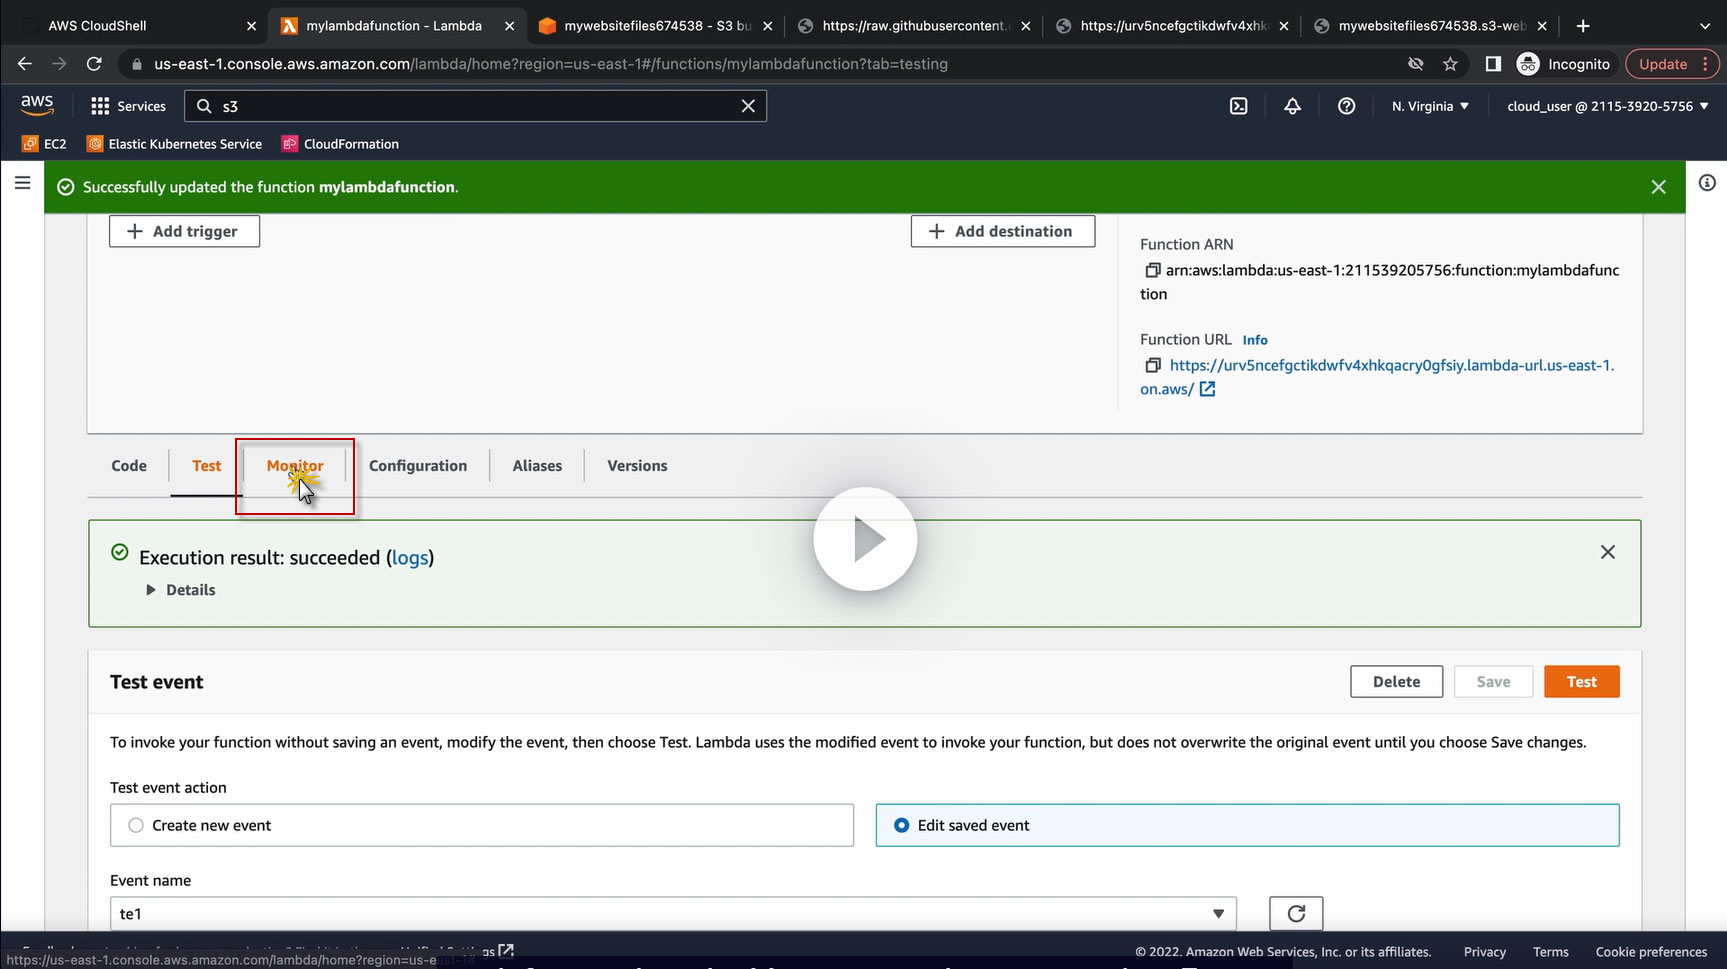 AWS CloudShell
mylambdafunction - Lambda
mywebsitefiles674538 - S3 bu
https://raw.githubusercontent.c
https://urv5ncefgctikdwfv4xhk
mywebsitefiles674538.s3-web
us-east-1.console.aws.amazon.com/lambda/home?region=us-east-1#/functions/mylambdafunction?tab=testing
Incognito
Update
aws
Services
s3
N. Virginia
cloud_user @ 2115-3920-5756
EC2
Elastic Kubernetes Service
CloudFormation
Successfully updated the function mylambdafunction.
Add trigger
Add destination
Function ARN
arn:aws:lambda:us-east-1:211539205756:function:mylambdafunc
tion
Function URL Info
https://urv5ncefgctikdwfv4xhkqacry0gfsiy.lambda-url.us-east-1.
on.aws/
Code
Test
Monitor
Configuration
Aliases
Versions
Execution result: succeeded (logs)
Details
Test event
Delete
Save
Test
To invoke your function without saving an event, modify the event, then choose Test. Lambda uses the modified event to invoke your function, but does not overwrite the original event until you choose Save changes.
Test event action
Create new event
Edit saved event
Event name
te1
© 2022, Amazon Web Services, Inc. or its affiliates.
Privacy
Terms
Cookie preferences
https://us-east-1.console.aws.amazon.com/lambda/home?region=us-east-1#